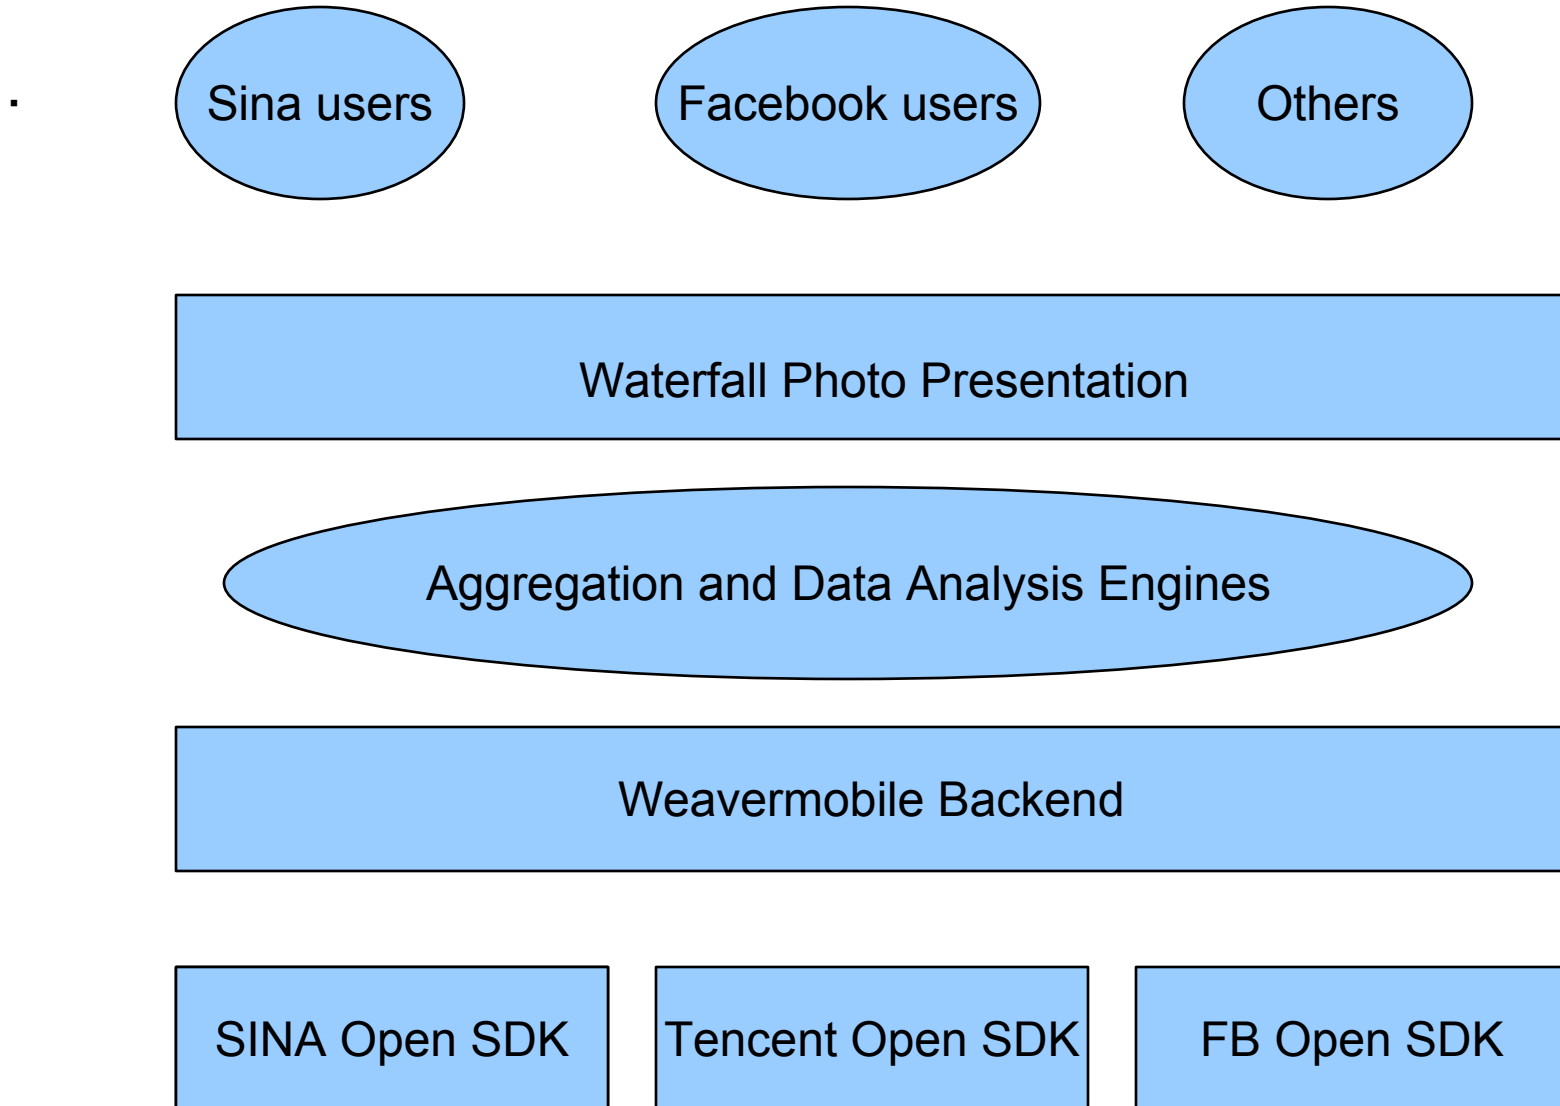 Sina users
Facebook users
Others
Waterfall Photo Presentation
Aggregation and Data Analysis Engines
Weavermobile Backend
SINA Open SDK
Tencent Open SDK
FB Open SDK